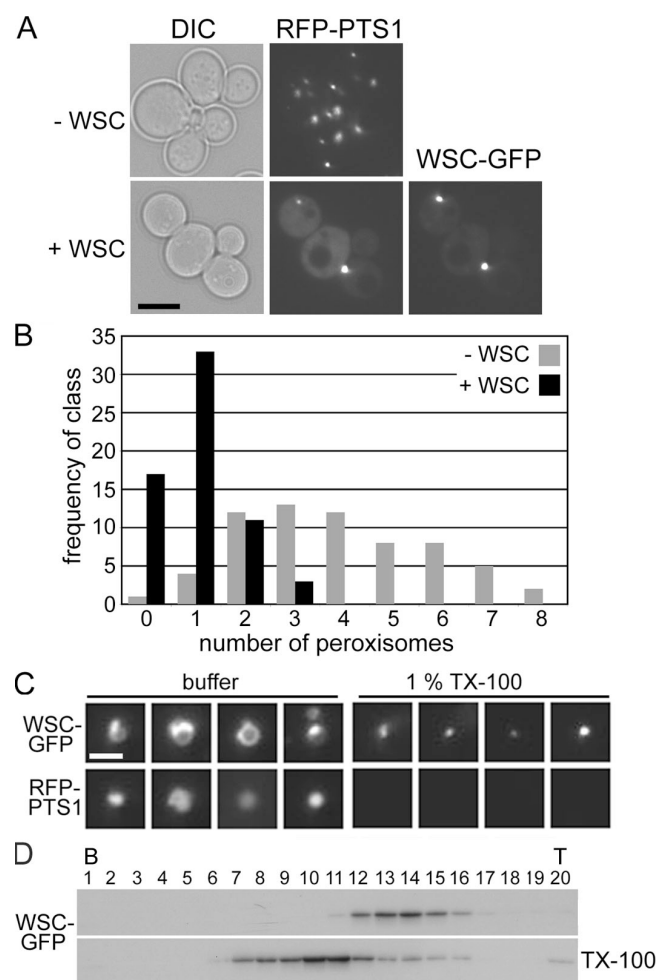 A
DIC RFP-PTS1
- WSC
WSC-GFP
+ WSC
B
35
30
25
20
15
10
5
0
frequency of class
- WSC
+ WSC
0 1 2 3 4 5 6 7 8
number of peroxisomes
C
buffer 1 % TX-100
WSC-
GFP
RFP-
PTS1
D
B T
1 2 3 4 5 6 7 8 9 10 11 12 13 14 15 16 17 18 19 20
WSC-
GFP
TX-100